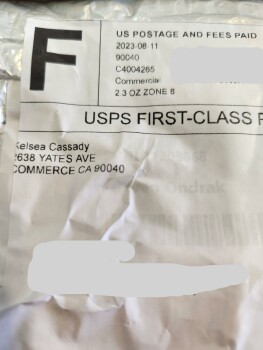 F
US POSTAGE AND FEES PAID
2023-08-11
90040
C4004265
Commercial
2.3 OZ ZONE 8
USPS FIRST-CLASS
Kelsea Cassady
2638 YATES AVE
COMMERCE CA 90040